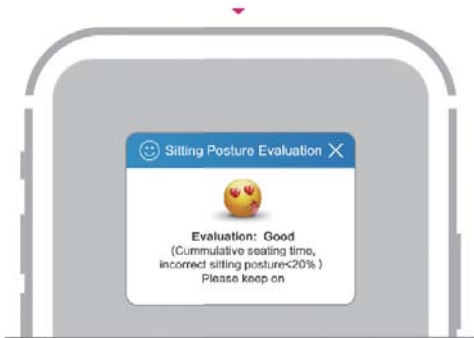 Sitting Posture Evaluation
Evaluation: Good
(Cummulative seating time,
incorrect sitting posture<20%)
Please keep on